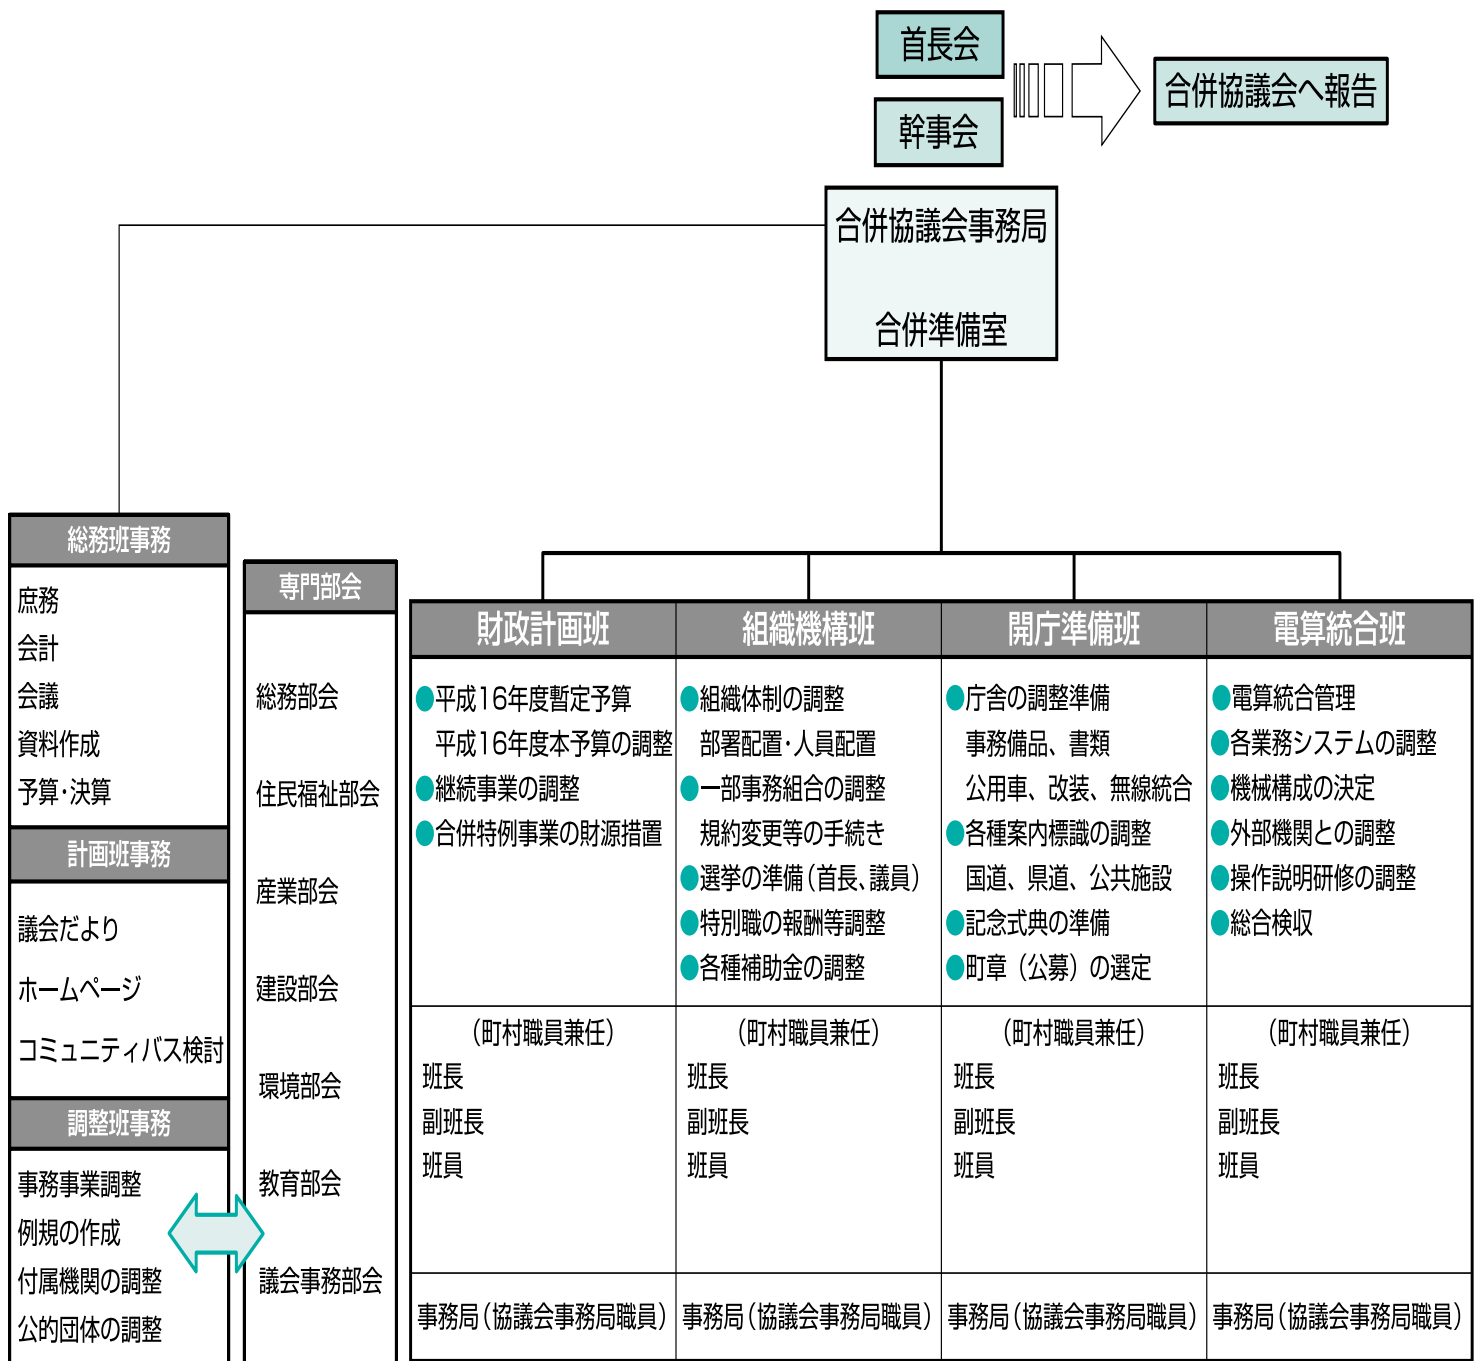 首長会
幹事会
合併協議会へ報告
合併協議会事務局
合併準備室
総務班事務
庶務
会計
会議
資料作成
予算･決算
計画班事務
議会だより
ホームページ
コミュニティバス検討
調整班事務
事務事業調整
例規の作成
付属機関の調整
公的団体の調整
専門部会
総務部会
住民福祉部会
産業部会
建設部会
環境部会
教育部会
議会事務部会
財政計画班
●平成16年度暫定予算
平成16年度本予算の調整
●継続事業の調整
●合併特例事業の財源措置
（町村職員兼任）
班長
副班長
班員
事務局（協議会事務局職員）
組織機構班
●組織体制の調整
部署配置･人員配置
●一部事務組合の調整
規約変更等の手続き
●選挙の準備（首長、議員）
●特別職の報酬等調整
●各種補助金の調整
（町村職員兼任）
班長
副班長
班員
事務局（協議会事務局職員）
開庁準備班
●庁舎の調整準備
事務備品、書類
公用車、改装、無線統合
●各種案内標識の調整
国道、県道、公共施設
●記念式典の準備
●町章（公募）の選定
（町村職員兼任）
班長
副班長
班員
事務局（協議会事務局職員）
電算統合班
●電算統合管理
●各業務システムの調整
●機械構成の決定
●外部機関との調整
●操作説明研修の調整
●総合検収
（町村職員兼任）
班長
副班長
班員
事務局（協議会事務局職員）